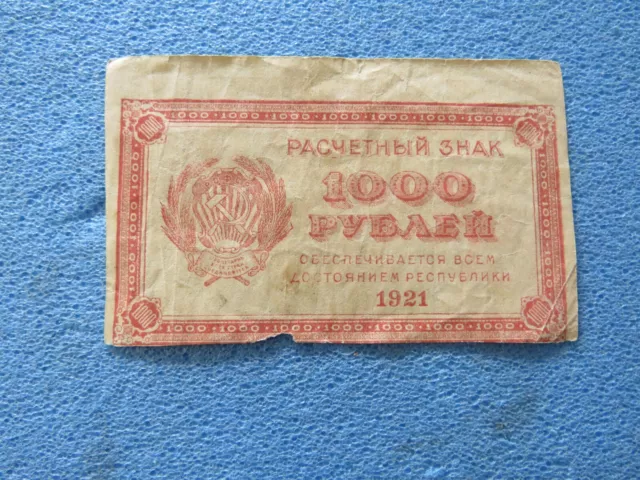 РАСЧЕТНЫЙ ЗНАК
1000
РУБЛЕЙ
ОБЕСПЕЧИВАЕТСЯ ВСЕМ
ДОСТОЯНИЕМ РЕСПУБЛИКИ
1921